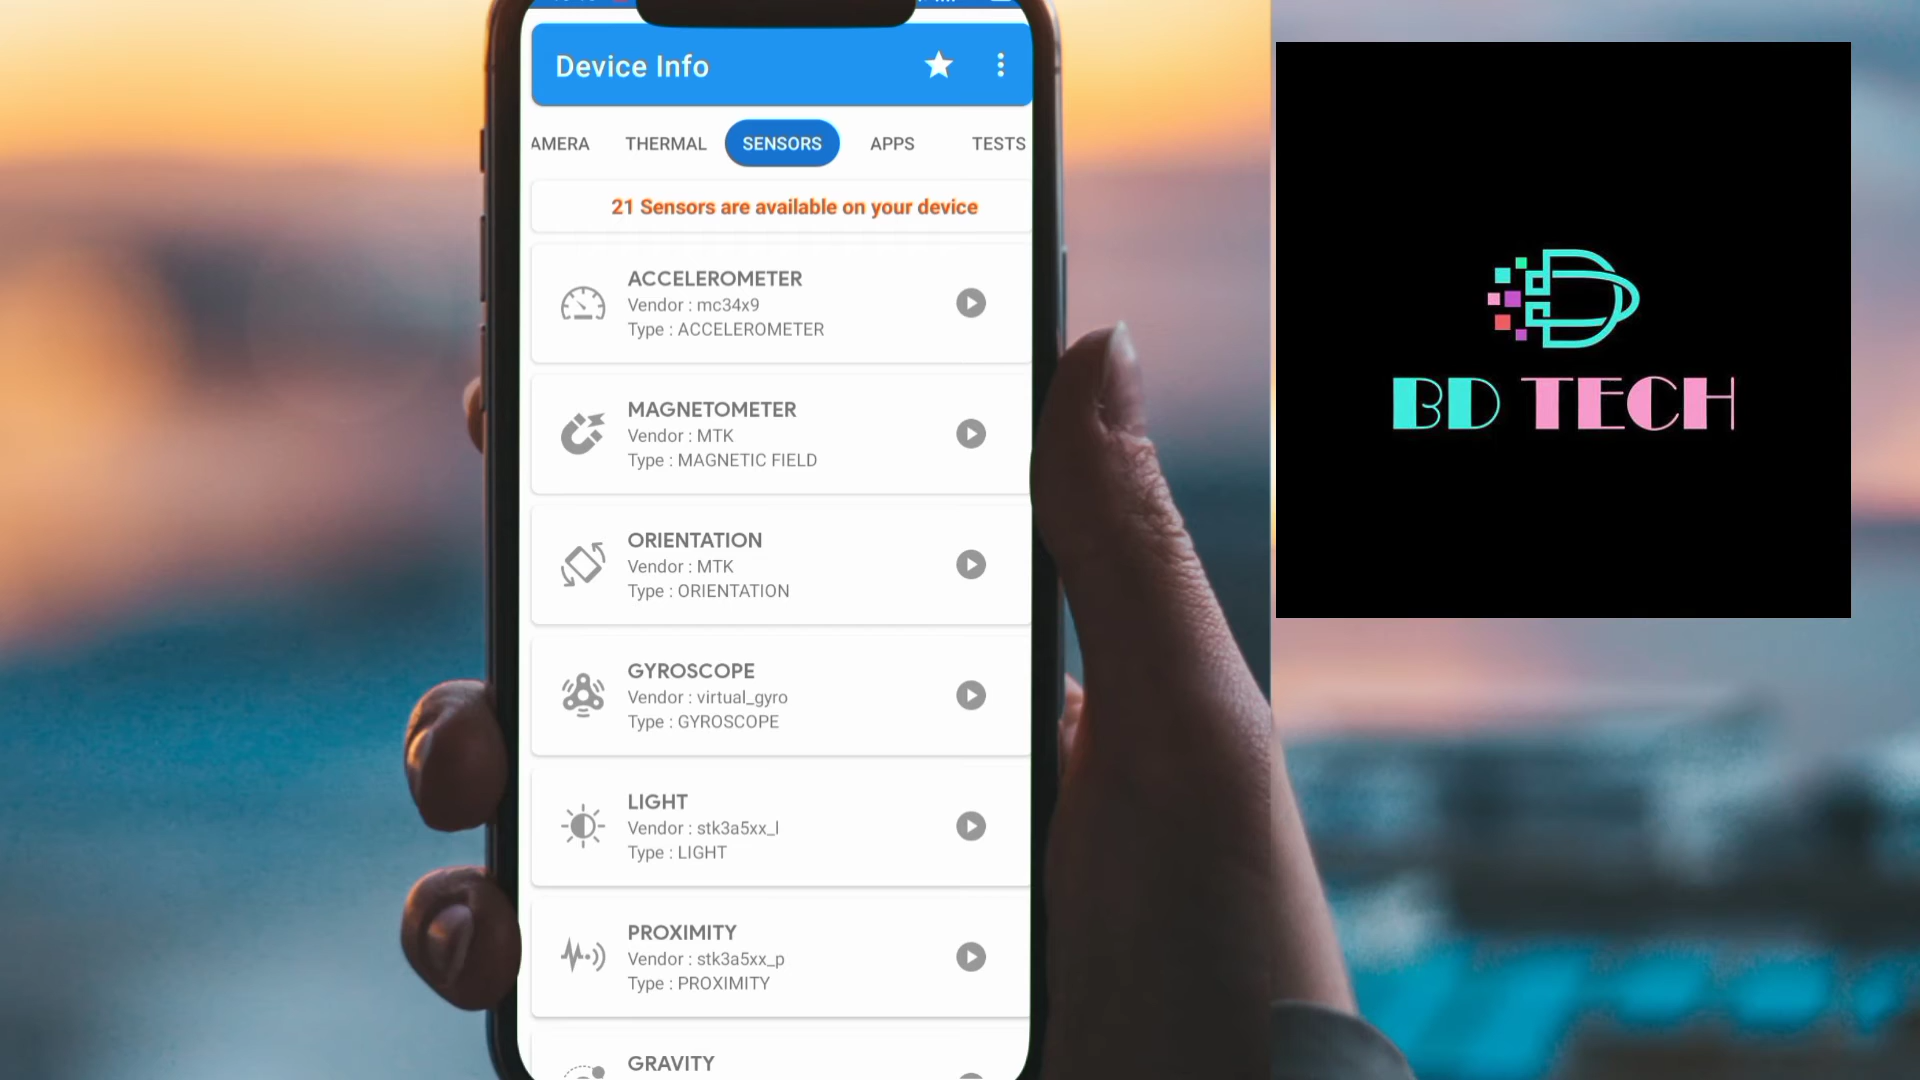 Device Info
AMERA THERMAL SENSORS APPS TESTS
21 Sensors are available on your device
ACCELEROMETER
Vendor : mc34x9
Type : ACCELEROMETER
MAGNETOMETER
Vendor : MTK
Type : MAGNETIC FIELD
ORIENTATION
Vendor : MTK
Type : ORIENTATION
GYROSCOPE
Vendor : virtual_gyro
Type : GYROSCOPE
LIGHT
Vendor : stk3a5xx_l
Type : LIGHT
PROXIMITY
Vendor : stk3a5xx_p
Type : PROXIMITY
GRAVITY
BD TECH